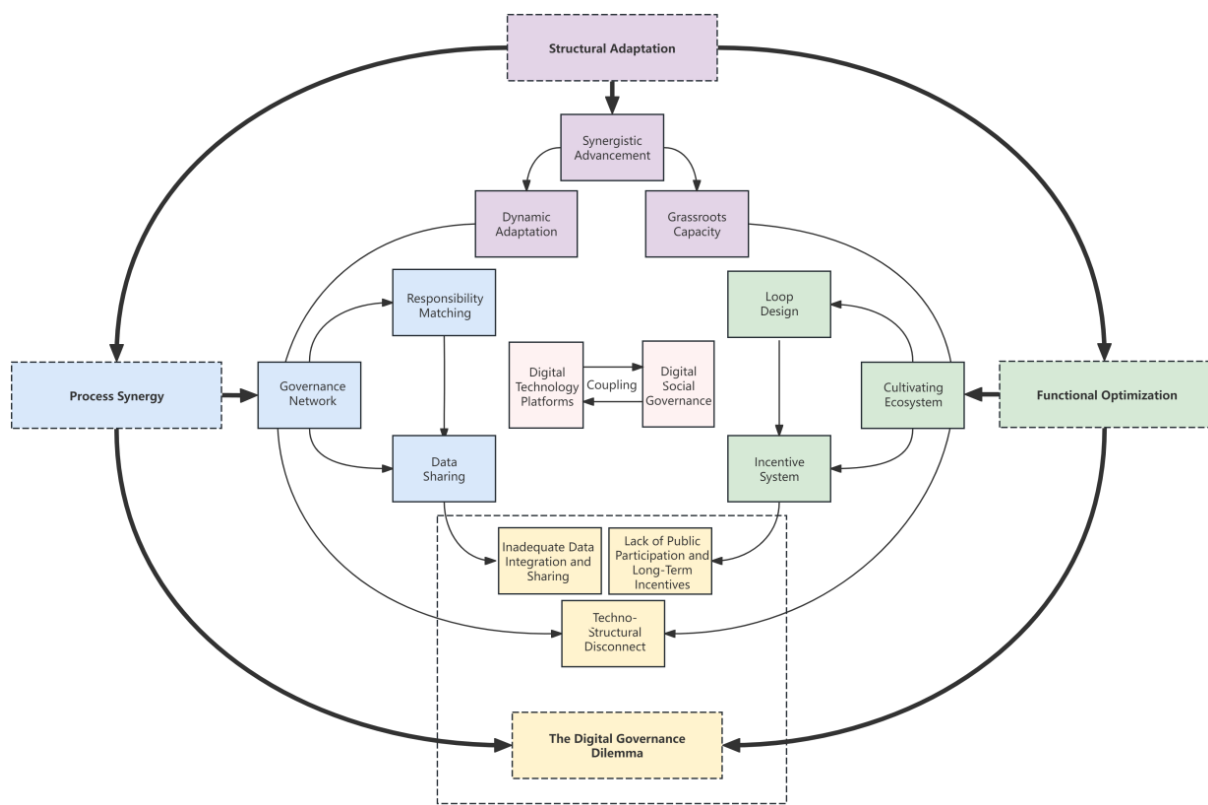 Structural Adaptation
Synergistic
Advancement
Dynamic
Adaptation
Grassroots
Capacity
Responsibility
Matching
Loop
Design
Process Synergy
Governance
Network
Digital
Technology
Platforms
Coupling
Digital
Social
Governance
Cultivating
Ecosystem
Functional Optimization
Data
Sharing
Incentive
System
Inadequate Data
Integration and
Sharing
Lack of Public
Participation and
Long-Term
Incentives
Techno-
Structural
Disconnect
The Digital Governance
Dilemma